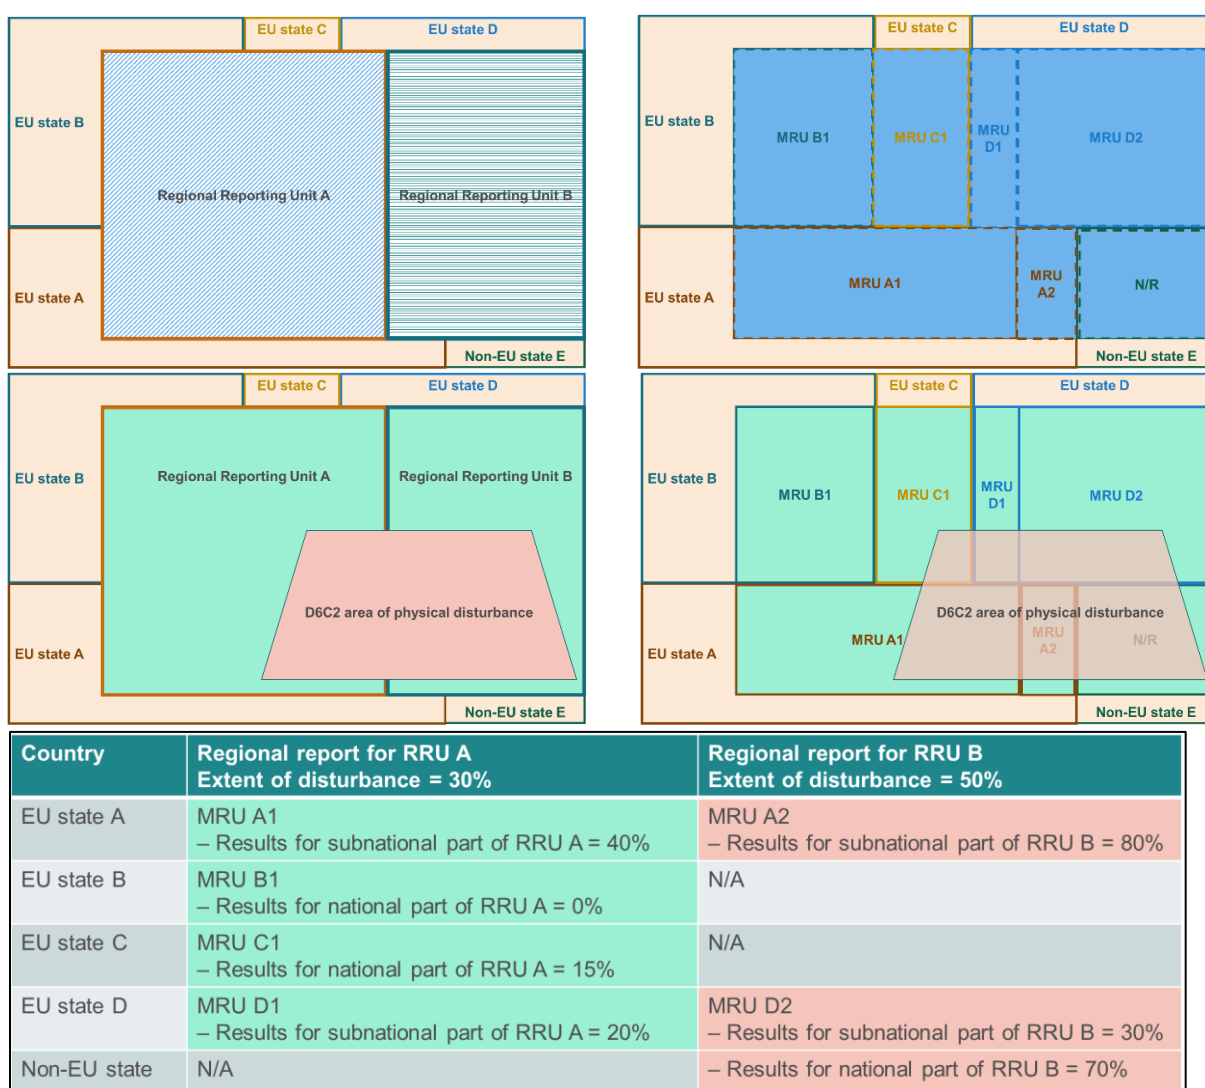 EU state C
EU state D
EU state B
Regional Reporting Unit A
Regional Reporting Unit B
EU state A
Non-EU state E
EU state C
EU state D
EU state B
MRU B1
MRU C1
MRU
D1
MRU D2
EU state A
MRU A1
MRU
A2
N/R
Non-EU state E
EU state C
EU state D
Regional Reporting Unit A
Regional Reporting Unit B
EU state B
D6C2 area of physical disturbance
EU state A
Non-EU state E
EU state C
EU state D
EU state B
MRU B1
MRU C1
MRU
D1
MRU D2
D6C2 area of physical disturbance
EU state A
MRU A1
MRU
A2
N/R
Non-EU state E
Country
Regional report for RRU A
Extent of disturbance = 30%
Regional report for RRU B
Extent of disturbance = 50%
EU state A
MRU A1
– Results for subnational part of RRU A = 40%
MRU A2
– Results for subnational part of RRU B = 80%
EU state B
MRU B1
– Results for national part of RRU A = 0%
N/A
EU state C
MRU C1
– Results for national part of RRU A = 15%
N/A
EU state D
MRU D1
– Results for subnational part of RRU A = 20%
MRU D2
– Results for subnational part of RRU B = 30%
Non-EU state
N/A
– Results for national part of RRU B = 70%